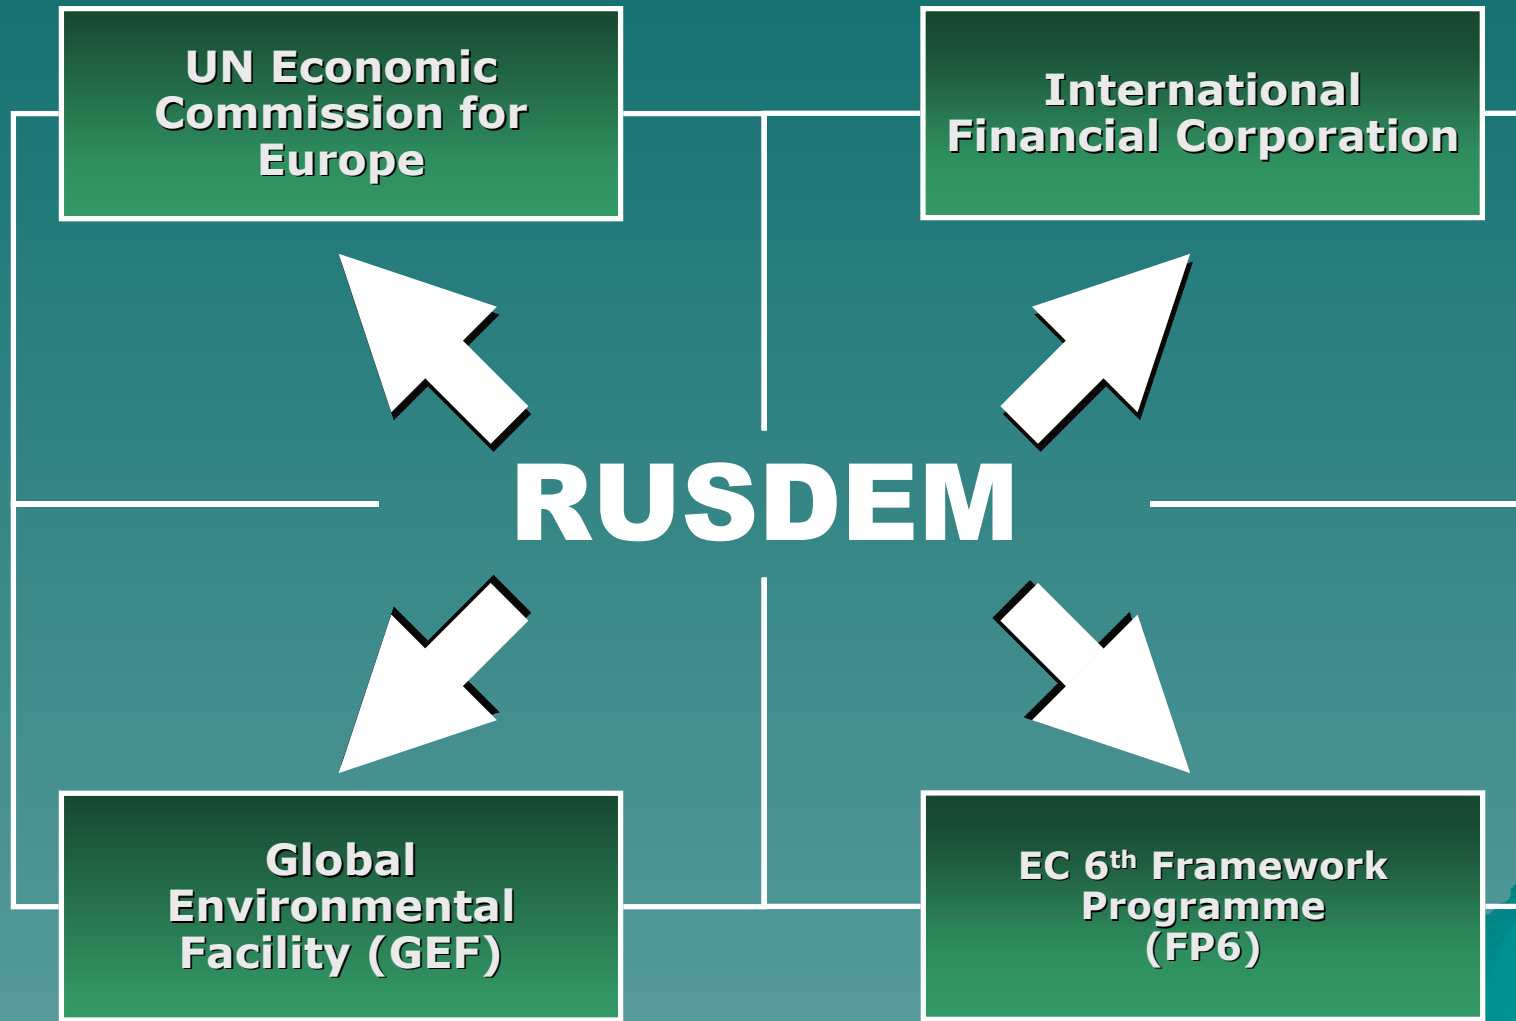 UN Economic
Commission for
Europe
International
Financial Corporation
RUSDEM
Global
Environmental
Facility (GEF)
EC 6th Framework
Programme
(FP6)